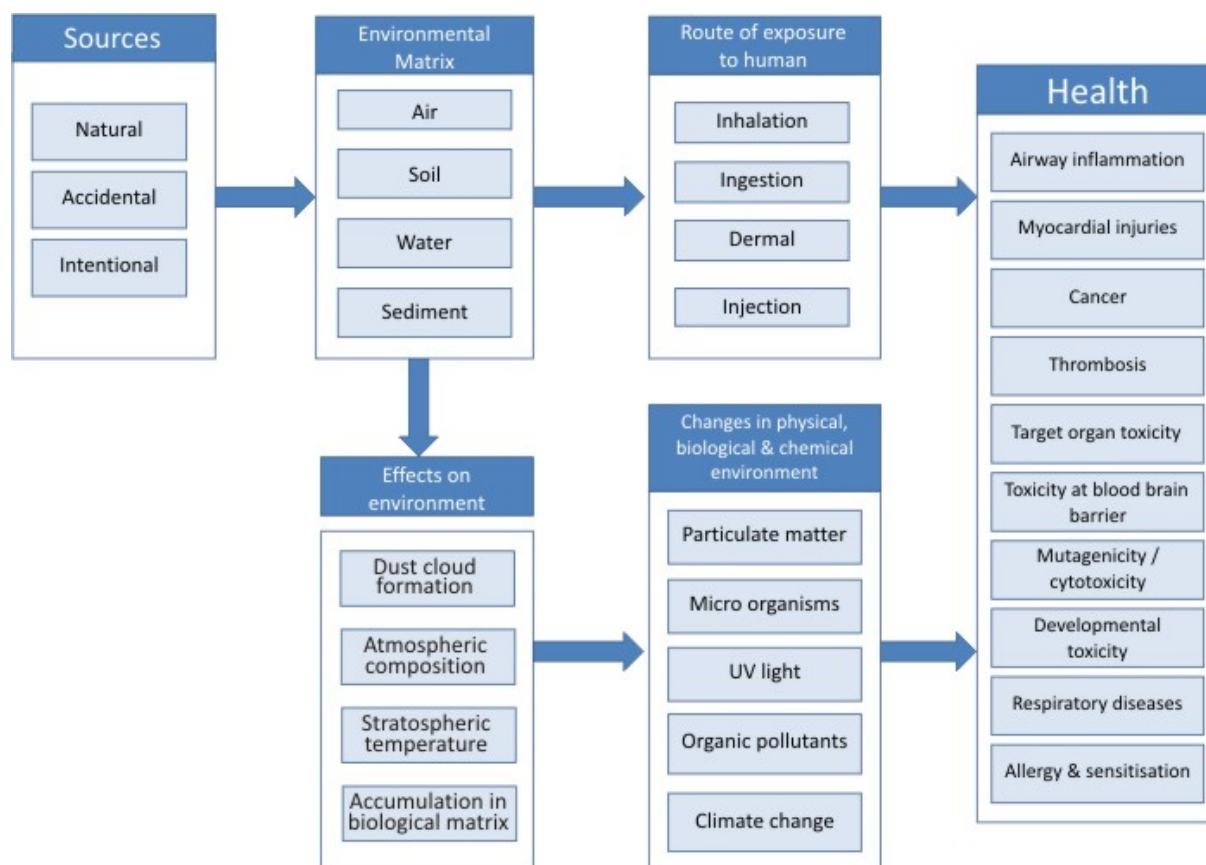 Sources
Natural
Accidental
Intentional
Environmental
Matrix
Air
Soil
Water
Sediment
Route of exposure
to human
Inhalation
Ingestion
Dermal
Injection
Effects on
environment
Dust cloud
formation
Atmospheric
composition
Stratospheric
temperature
Accumulation in
biological matrix
Changes in physical,
biological & chemical
environment
Particulate matter
Micro organisms
UV light
Organic pollutants
Climate change
Health
Airway inflammation
Myocardial injuries
Cancer
Thrombosis
Target organ toxicity
Toxicity at blood brain
barrier
Mutagenicity /
cytotoxicity
Developmental
toxicity
Respiratory diseases
Allergy & sensitisation